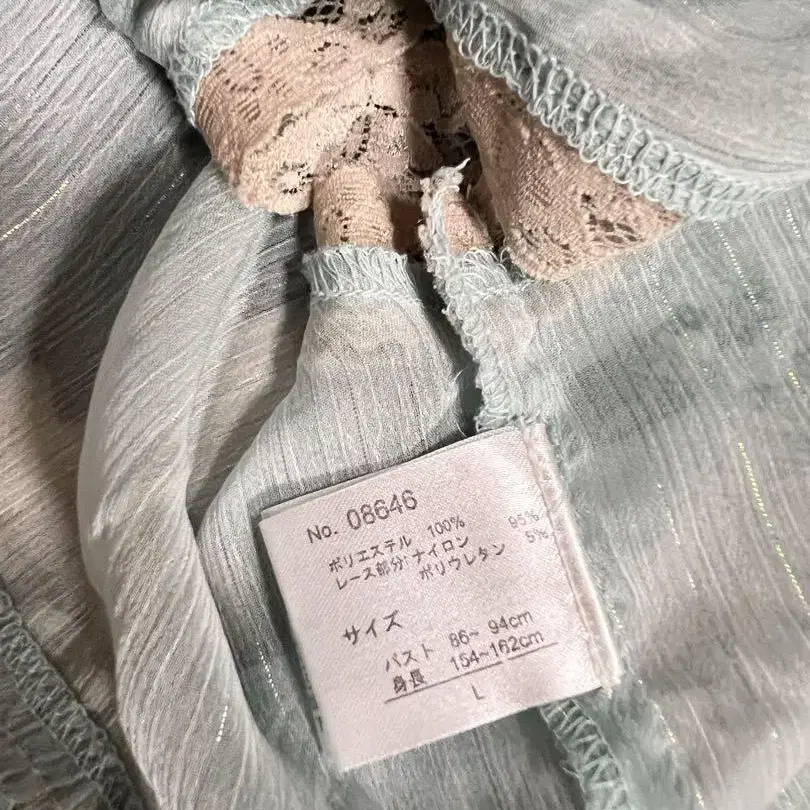 No. 08646
ポリエステル 100%
レース部分 ナイロン 95%
ポリウレタン 5%
サイズ
バスト 86~ 94cm
身長 154~162cm
L